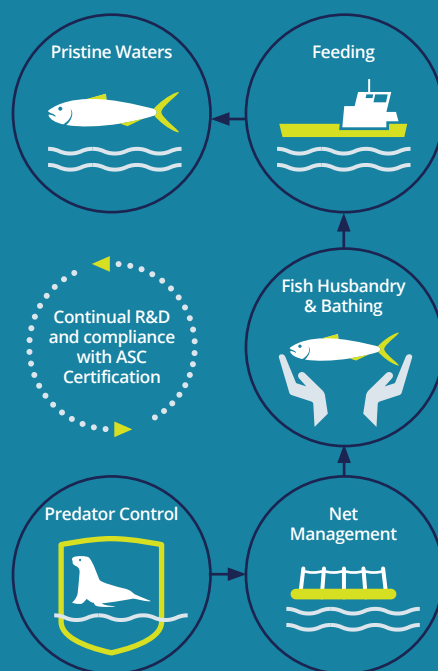 Pristine Waters
Feeding
Continual R&D
and compliance
with ASC
Certification
Fish Husbandry
& Bathing
Predator Control
Net
Management